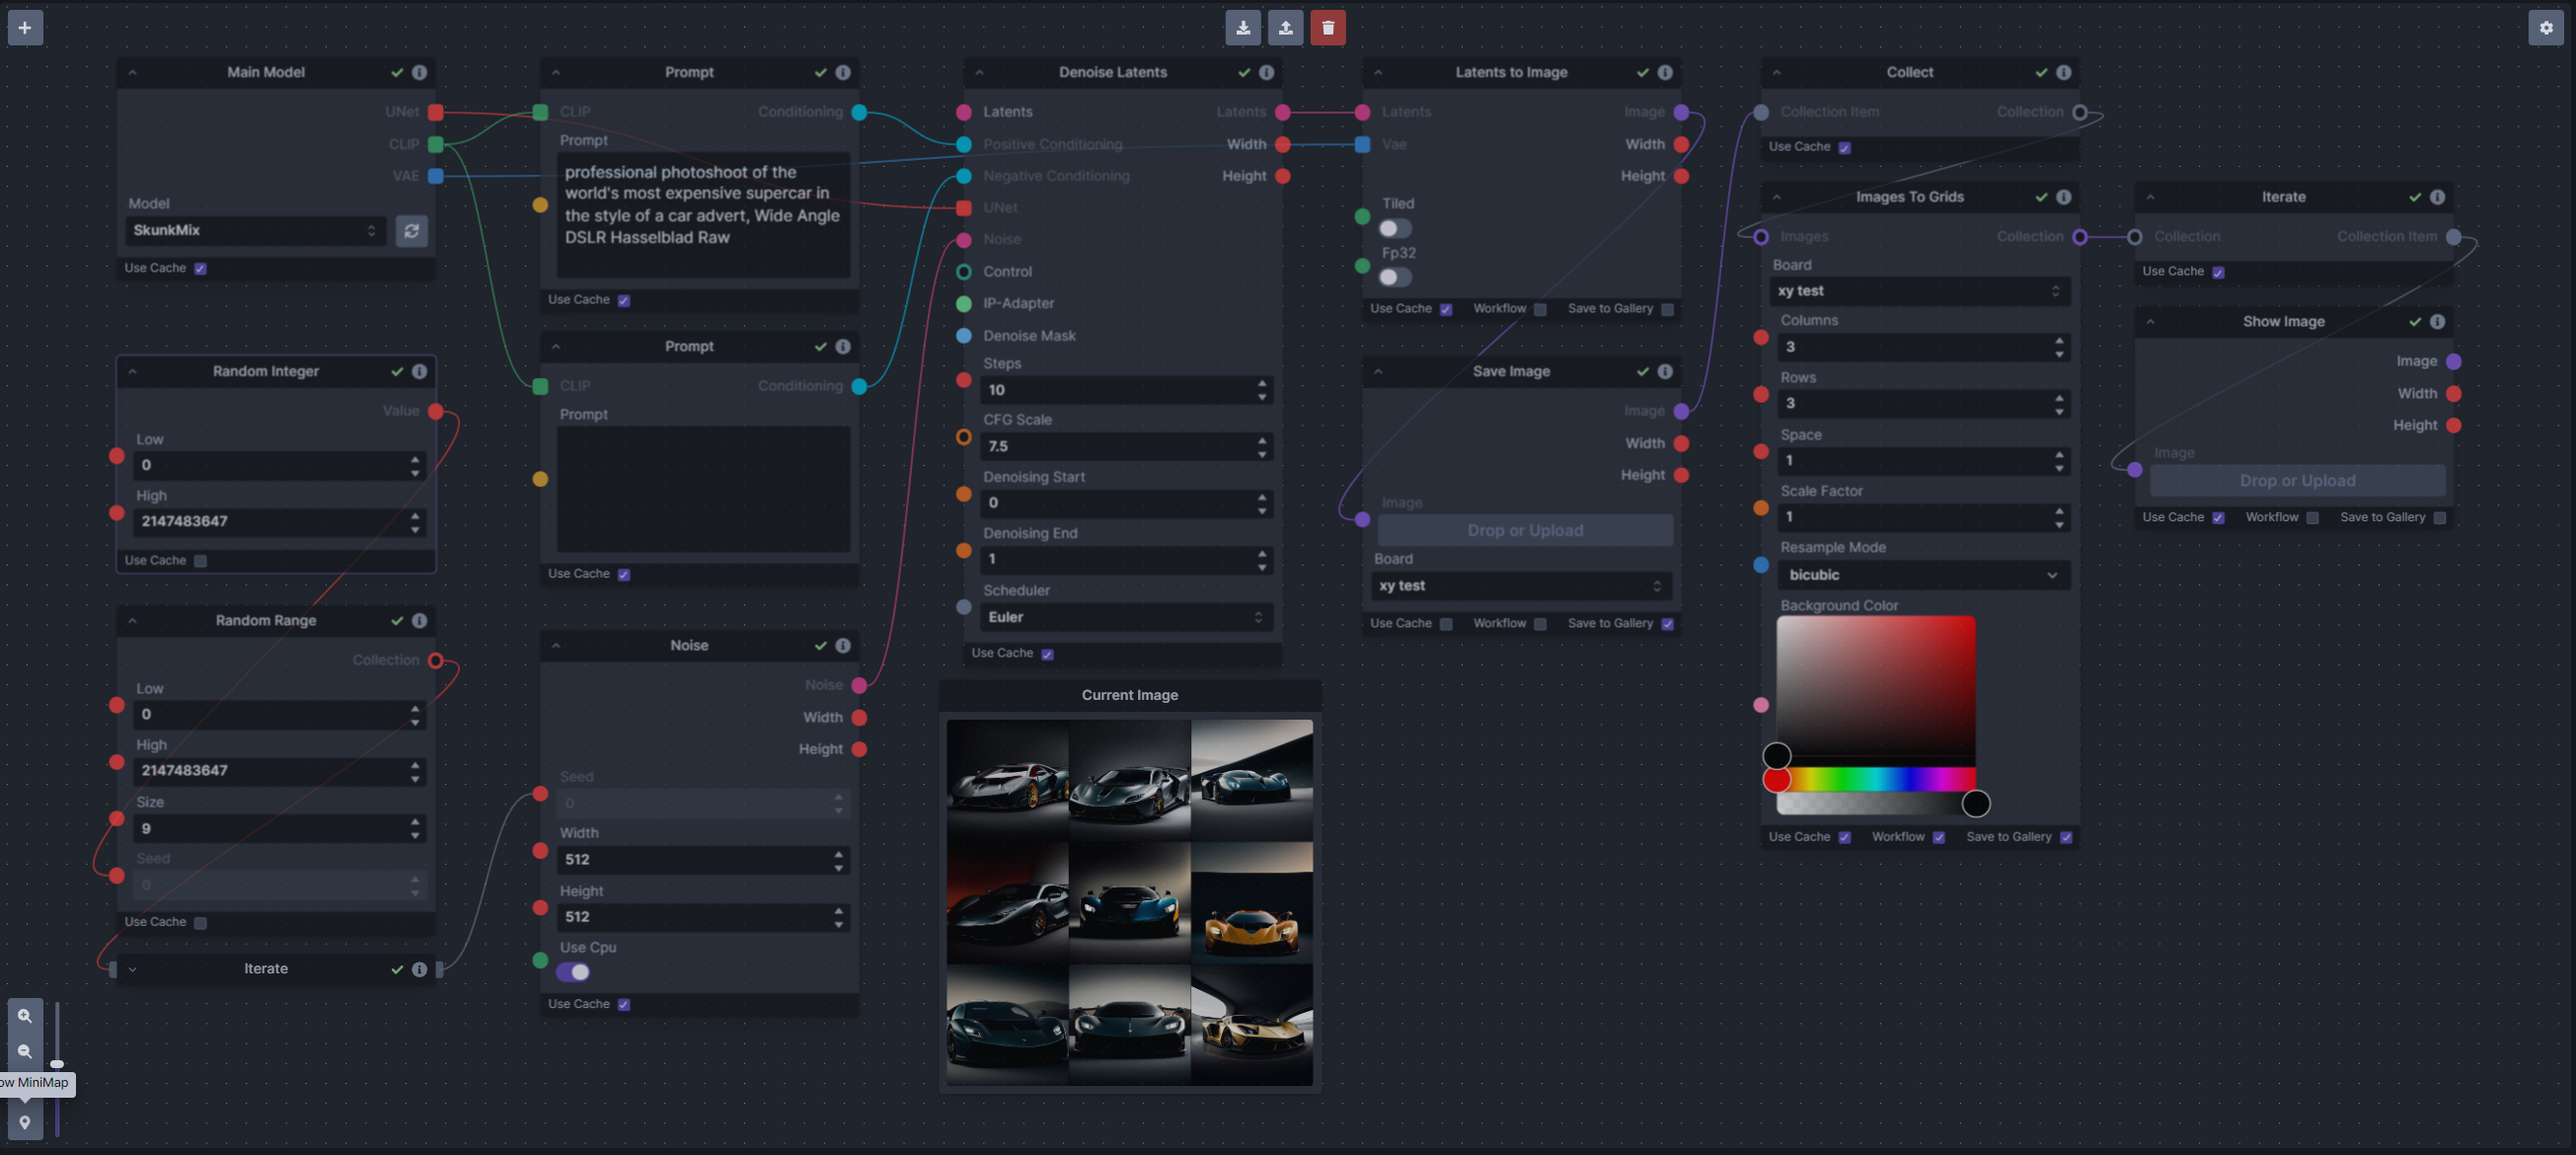 Main Model
UNet
CLIP
VAE
Model
SkunkMix
Use Cache
Random Integer
Value
Low
0
High
2147483647
Use Cache
Random Range
Collection
Low
0
High
2147483647
Size
9
Seed
0
Use Cache
Iterate
ow MiniMap
Prompt
CLIP
Conditioning
Prompt
professional photoshoot of the
world's most expensive supercar in
the style of a car advert, Wide Angle
DSLR Hasselblad Raw
Use Cache
Prompt
CLIP
Conditioning
Prompt
Use Cache
Noise
Noise
Width
Height
Seed
0
Width
512
Height
512
Use Cpu
Use Cache
Denoise Latents
Latents
Latents
Positive Conditioning
Width
Negative Conditioning
Height
UNet
Noise
Control
IP-Adapter
Denoise Mask
Steps
10
CFG Scale
7.5
Denoising Start
0
Denoising End
1
Scheduler
Euler
Use Cache
Current Image
Latents to Image
Latents
Image
Vae
Width
Height
Tiled
Fp32
Use Cache
Workflow
Save to Gallery
Save Image
Image
Width
Height
Image
Drop or Upload
Board
xy test
Use Cache
Workflow
Save to Gallery
Collect
Collection Item
Collection
Use Cache
Images To Grids
Images
Collection
Board
xy test
Columns
3
Rows
3
Space
1
Scale Factor
1
Resample Mode
bicubic
Background Color
Use Cache
Workflow
Save to Gallery
Iterate
Collection
Collection Item
Use Cache
Show Image
Image
Width
Height
Image
Drop or Upload
Use Cache
Workflow
Save to Gallery